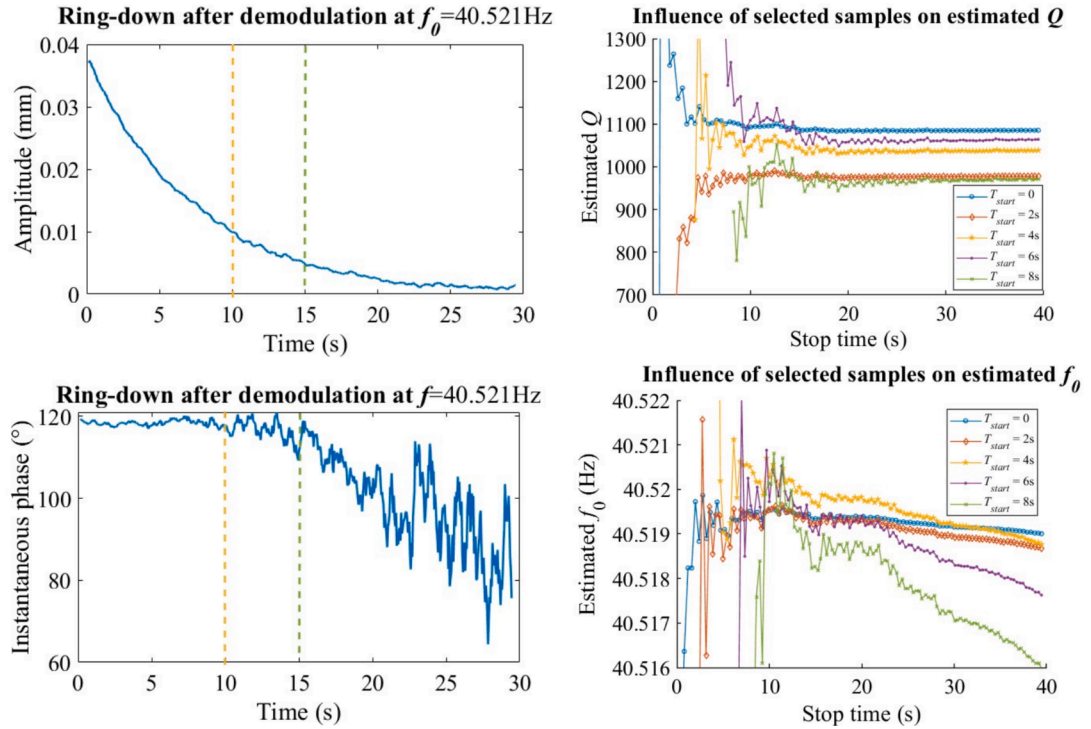 Ring-down after demodulation at f0=40.521Hz
Amplitude (mm)
0.04
0.03
0.02
0.01
0
0 5 10 15 20 25 30
Time (s)
Influence of selected samples on estimated Q
Estimated Q
1300
1200
1100
1000
900
800
700
Tstart = 0
Tstart = 2s
Tstart = 4s
Tstart = 6s
Tstart = 8s
0 10 20 30 40
Stop time (s)
Ring-down after demodulation at f=40.521Hz
Instantaneous phase (°)
120
100
80
60
0 5 10 15 20 25 30
Time (s)
Influence of selected samples on estimated f0
Estimated f0 (Hz)
40.522
40.521
40.52
40.519
40.518
40.517
40.516
Tstart = 0
Tstart = 2s
Tstart = 4s
Tstart = 6s
Tstart = 8s
0 10 20 30 40
Stop time (s)